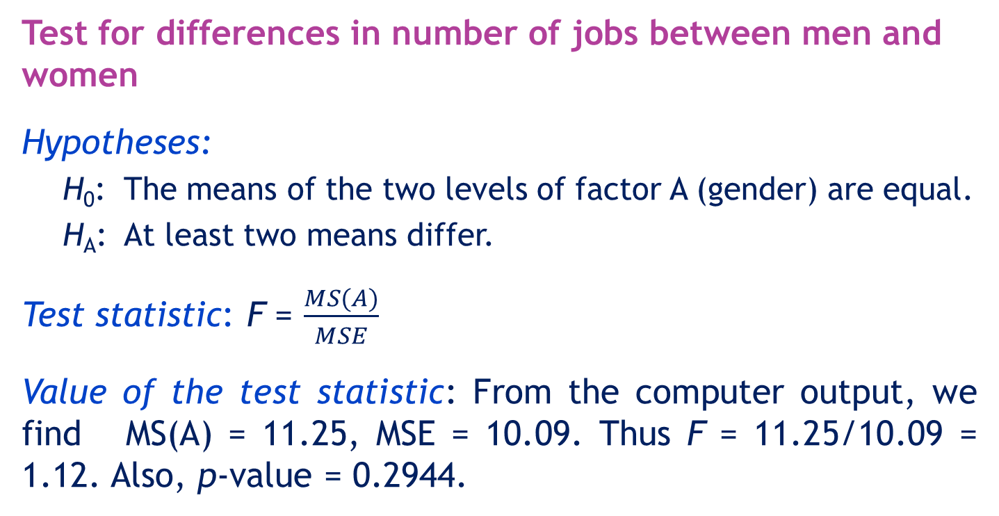 Test for differences in number of jobs between men and
women
Hypotheses:
H₀: The means of the two levels of factor A (gender) are equal.
H_A: At least two means differ.
Test statistic: F = MS(A)/MSE
Value of the test statistic: From the computer output, we
find MS(A) = 11.25, MSE = 10.09. Thus F = 11.25/10.09 =
1.12. Also, p-value = 0.2944.